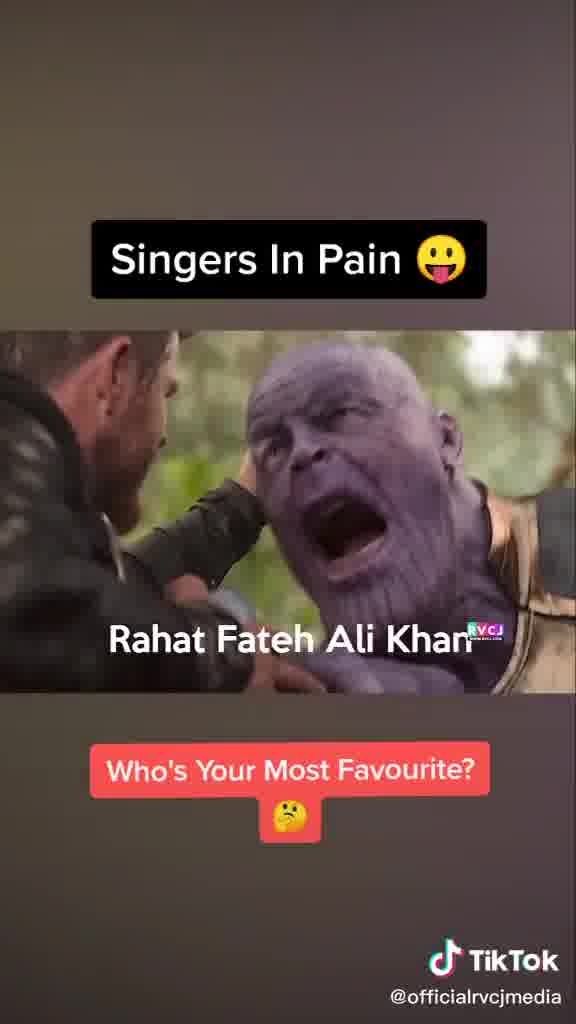 Singers In Pain 😛
Rahat Fateh Ali Khan
RVCJ
Who's Your Most Favourite?
🤔
TikTok
@officialrvcjmedia